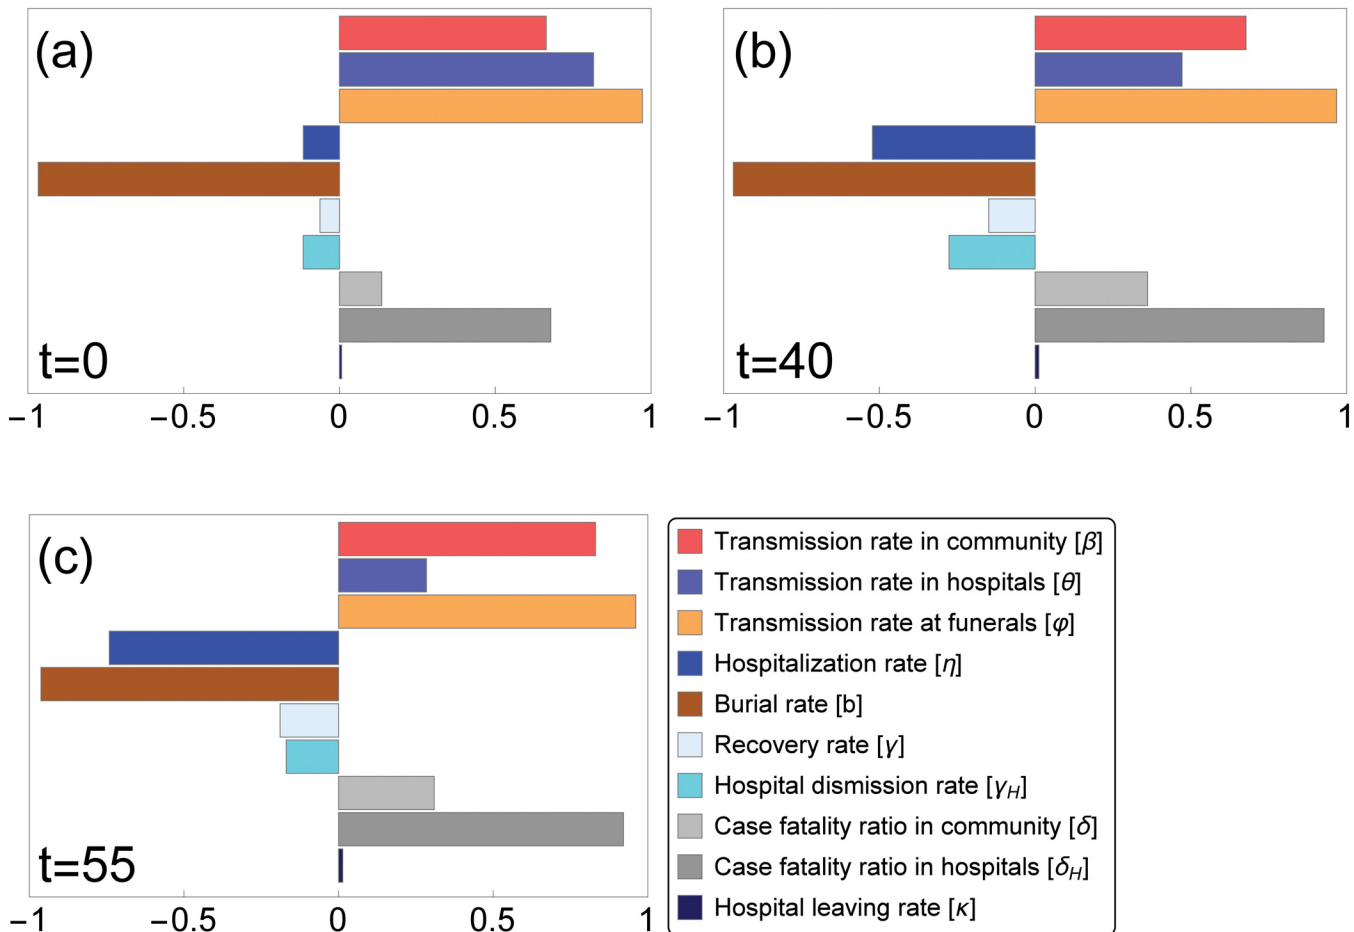 (a)
t=0
−1 −0.5 0 0.5 1
(b)
t=40
−1 −0.5 0 0.5 1
(c)
t=55
−1 −0.5 0 0.5 1
Transmission rate in community [β]
Transmission rate in hospitals [θ]
Transmission rate at funerals [φ]
Hospitalization rate [η]
Burial rate [b]
Recovery rate [γ]
Hospital dismission rate [γH]
Case fatality ratio in community [δ]
Case fatality ratio in hospitals [δH]
Hospital leaving rate [κ]